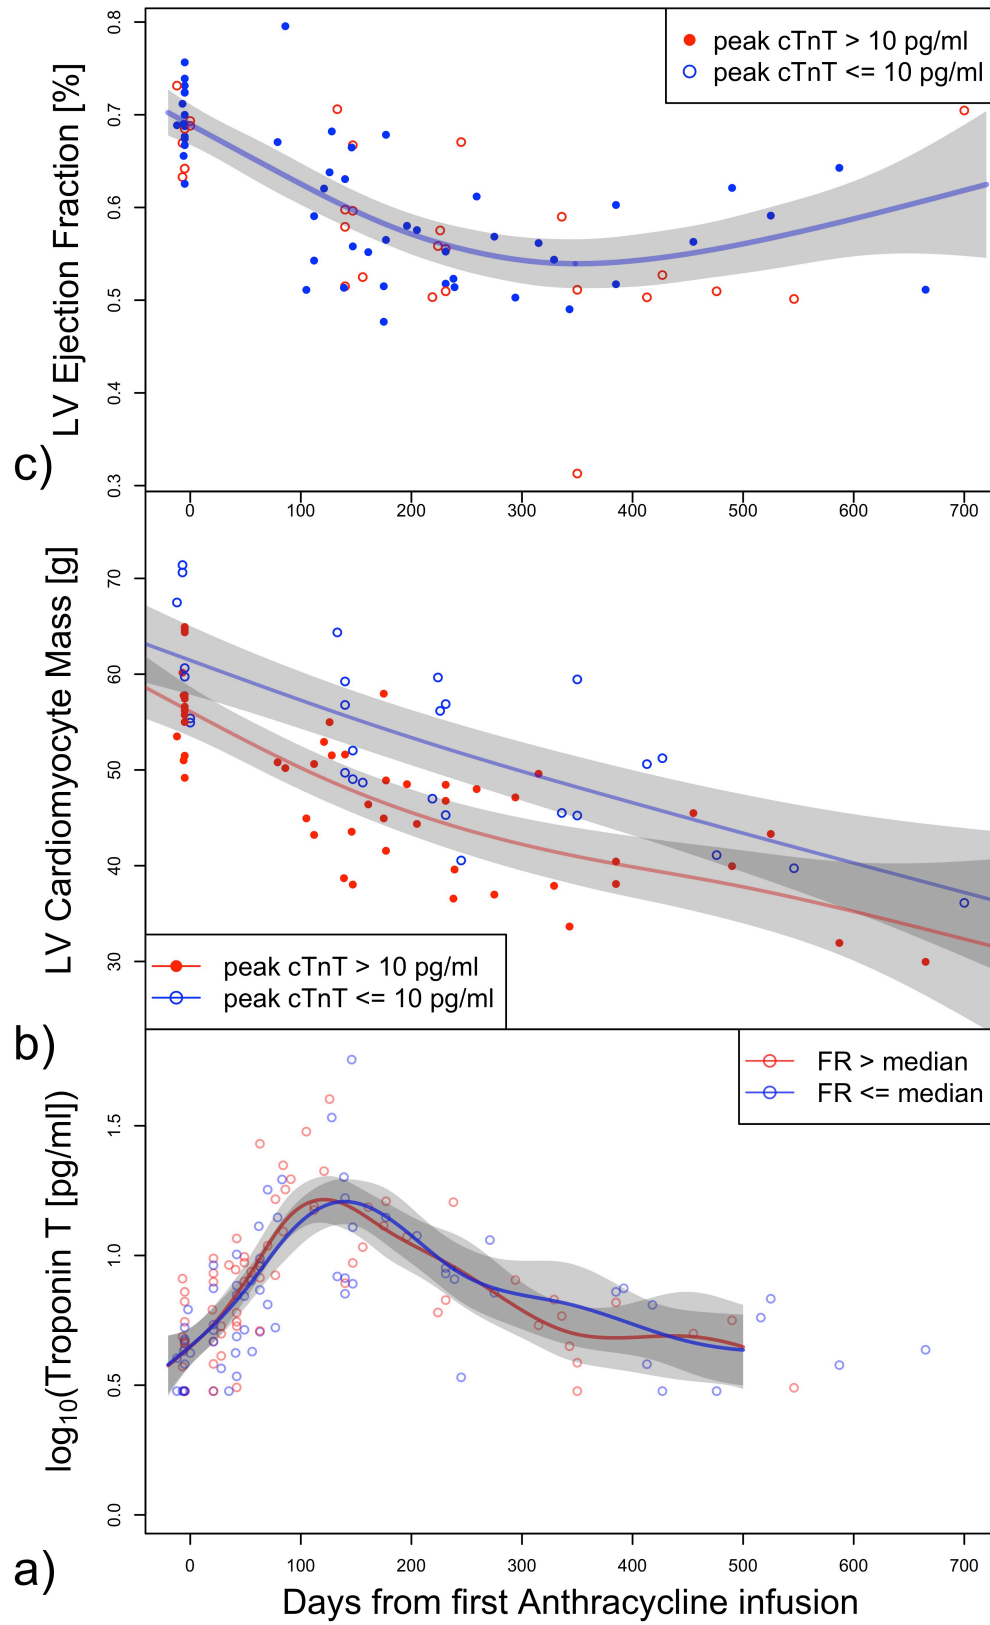 0.8
0.7
0.6
0.5
0.4
0.3
LV Ejection Fraction [%]
peak cTnT > 10 pg/ml
peak cTnT <= 10 pg/ml
c)
0 100 200 300 400 500 600 700
70
60
50
40
30
LV Cardiomyocyte Mass [g]
peak cTnT > 10 pg/ml
peak cTnT <= 10 pg/ml
b)
FR > median
FR <= median
1.5
1.0
0.5
0.0
log10(Troponin T [pg/ml])
0 100 200 300 400 500 600 700
a)
Days from first Anthracycline infusion